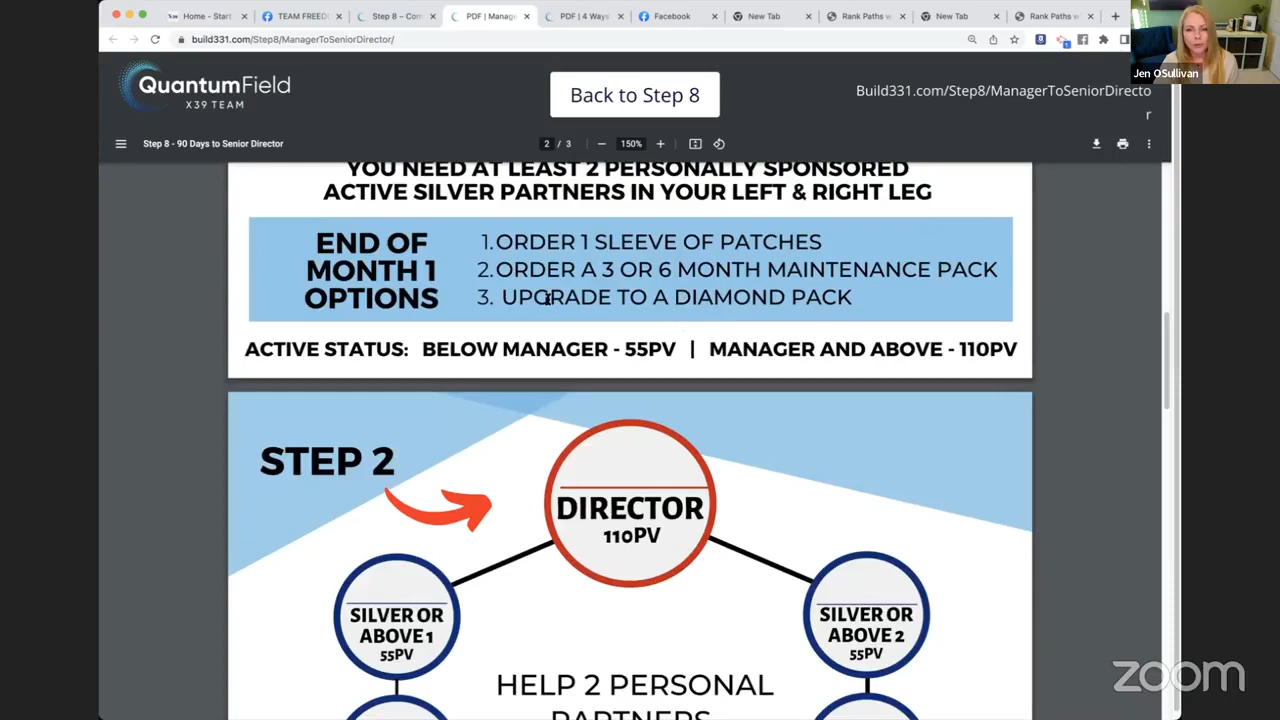 Home - Start
TEAM FREED
Step 8 – Com
PDF | Manage
PDF | 4 Ways
Facebook
New Tab
Rank Paths w
New Tab
Rank Paths w
build331.com/Step8/ManagerToSeniorDirector/
Jen OSullivan
QuantumField
X39 TEAM
Back to Step 8
Build331.com/Step8/ManagerToSeniorDirecto
r
Step 8 - 90 Days to Senior Director
2 / 3
150%
YOU NEED AT LEAST 2 PERSONALLY SPONSORED
ACTIVE SILVER PARTNERS IN YOUR LEFT & RIGHT LEG
END OF
MONTH 1
OPTIONS
1. ORDER 1 SLEEVE OF PATCHES
2. ORDER A 3 OR 6 MONTH MAINTENANCE PACK
3. UPGRADE TO A DIAMOND PACK
ACTIVE STATUS: BELOW MANAGER - 55PV | MANAGER AND ABOVE - 110PV
STEP 2
DIRECTOR
110PV
SILVER OR
ABOVE 1
55PV
SILVER OR
ABOVE 2
55PV
HELP 2 PERSONAL
PARTNERS
zoom